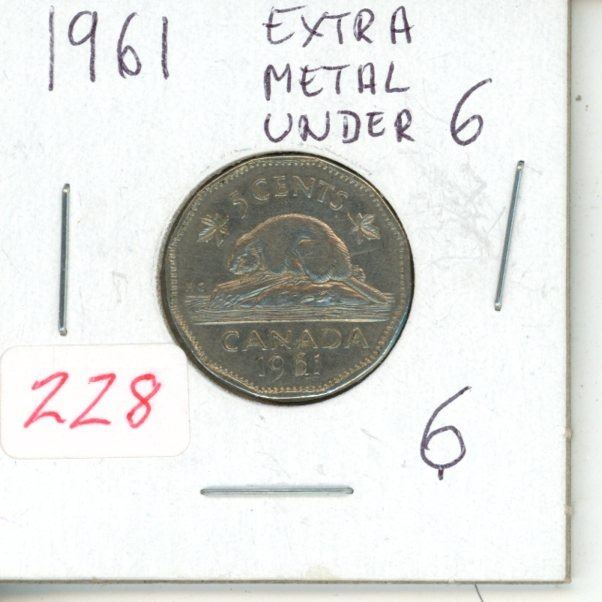 1961
EXTRA
METAL
UNDER 6
5 CENTS
CANADA
1961
228
6